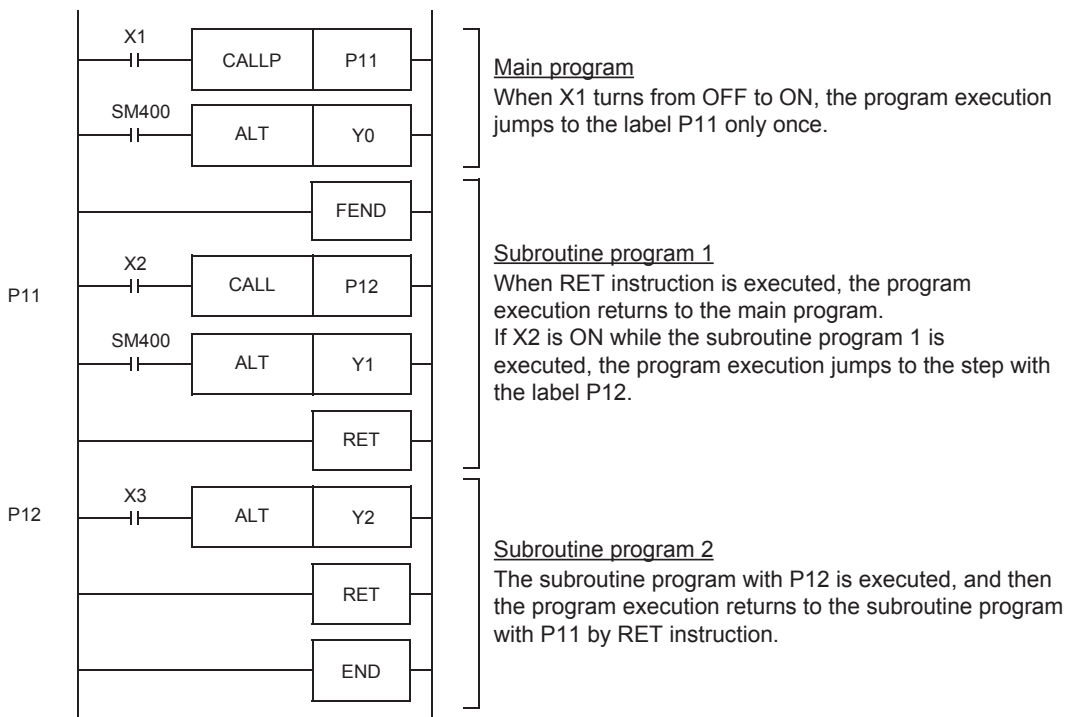 X1
CALLP P11
SM400
ALT Y0
Main program
When X1 turns from OFF to ON, the program execution
jumps to the label P11 only once.
FEND
P11
X2
CALL P12
SM400
ALT Y1
RET
Subroutine program 1
When RET instruction is executed, the program
execution returns to the main program.
If X2 is ON while the subroutine program 1 is
executed, the program execution jumps to the step with
the label P12.
P12
X3
ALT Y2
RET
END
Subroutine program 2
The subroutine program with P12 is executed, and then
the program execution returns to the subroutine program
with P11 by RET instruction.